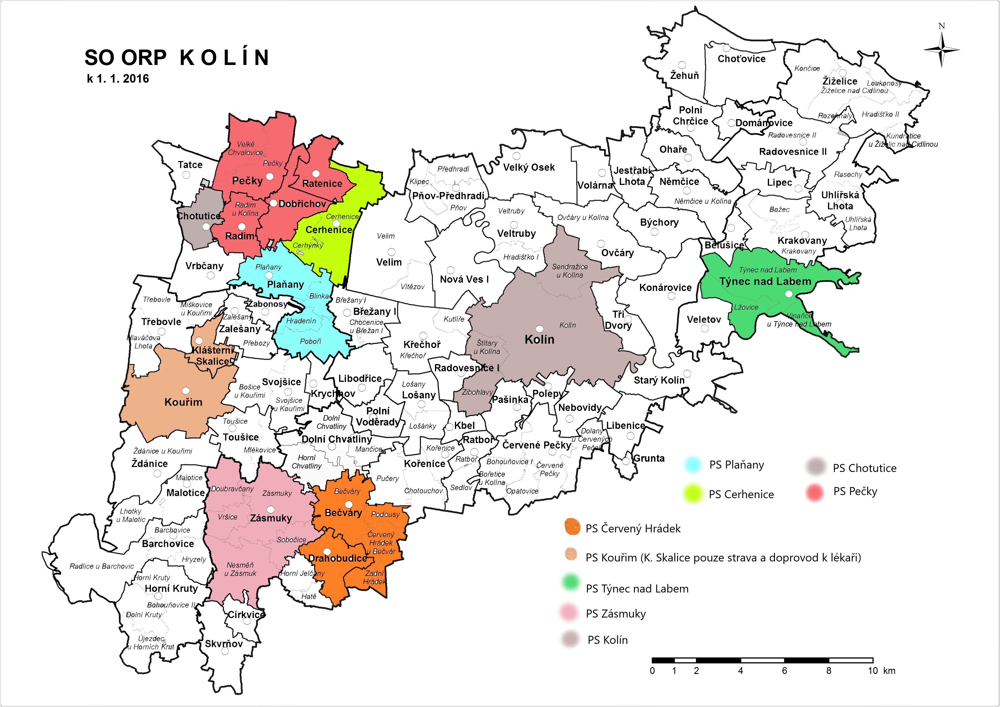 SO ORP K O L Í N
k 1. 1. 2016
N
Choťovice
Žehuň
Končice
Žiželice
Loukonosy
Žiželice nad Cidlinou
Polní
Chrčice
Rozehnaly
Hradišťko II
Dománovice
Radovesnice II
Kundratice
u Žiželic nad Cidlinou
Ohaře
Radovesnice II
Velké
Chvalovice
Pečky
Tatce
Pečky
Ratenice
Předhradí
Klipec
Pňov-Předhradí
Pňov
Velký Osek
Volárna
Jestřabí
Lhota
Němčice
Němčice u Kolína
Lipec
Rasochy
Uhlířská
Lhota
Uhlířská
Lhota
Božec
Krakovany
Krakovany
Radim
u Kolína
Dobřichov
Chotutice
Radim
Cerhenice
Cerhenice
Cerhýnky
Veltruby
Veltruby
Hradišťko I
Ovčáry u Kolína
Ovčáry
Býchory
Bělušice
Velim
Velim
Vítězov
Nová Ves I
Sendražice
u Kolína
Vrbčany
Plaňany
Plaňany
Blinka
Hradenín
Poboří
Týnec nad Labem
Týnec nad Labem
Lžovice
Vinařice
u Týnce nad Labem
Konárovice
Veletov
Tři
Dvory
Třebovle
Miškovice
u Kouřimi
Žabonosy
Zalešany
Zalešany
Přebozy
Třebovle
Hlaváčova
Lhota
Břežany I
Břežany I
Chocenice
u Břežan I
Kutlíře
Křečhoř
Křečhoř
Kolín
Kolín
Štítary
u Kolína
Klášterní
Skalice
Radovesnice I
Starý Kolín
Kouřim
Bošice
u Kouřimi
Svojšice
Svojšice
u Kouřimi
Krychnov
Libodřice
Lošany
Lošany
Lošánky
Zibohlavy
Pašinka
Polepy
Nebovidy
Libenice
Polní
Voděrady
Dolní
Chvatliny
Dolní Chvatliny
Mančice
Horní
Chvatliny
Toušice
Toušice
Mlékovice
Kbel
Ratboř
Ratboř
Červené Pečky
Dolany
u Červených
Peček
Grunta
Kořenice
Kořenice
Bohouňovice I
Červené
Pečky
Bořetice
u Kolína
Sedlov
Opatovice
Pučery
Chotouchov
Ždánice u Kouřimi
Ždánice
Malotice
Malotice
Lhotky
u Malotic
Doubravčany
Zásmuky
Vršice
Zásmuky
Sobočice
Nesměň
u Zásmuk
Bečváry
Bečváry
Poďousy
Červený
Hrádek
u Bečvár
Drahobudice
Zadní
Hrádek
Horní Jelčany
Hatě
Barchovice
Barchovice
Hryzely
Radlice u Barchovic
Horní Kruty
Horní Kruty
Bohouňovice II
Dolní Kruty
Újezdec
u Horních Krut
Církvice
Skvrňov
PS Plaňany
PS Chotutice
PS Cerhenice
PS Pečky
PS Červený Hrádek
PS Kouřim (K. Skalice pouze strava a doprovod k lékaři)
PS Týnec nad Labem
PS Zásmuky
PS Kolín
0 1 2 4 6 8 10 km